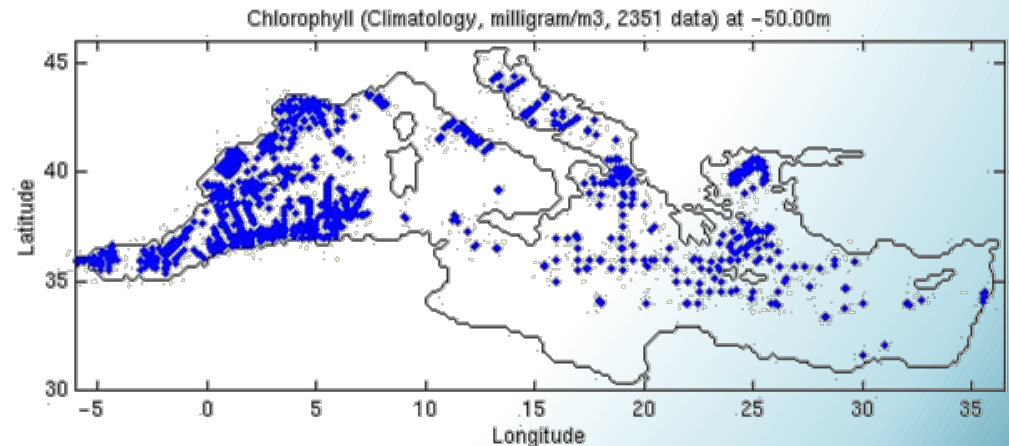 Chlorophyll (Climatology, milligram/m3, 2351 data) at −50.00m
45
40
35
30
Latitude
−5 0 5 10 15 20 25 30 35
Longitude